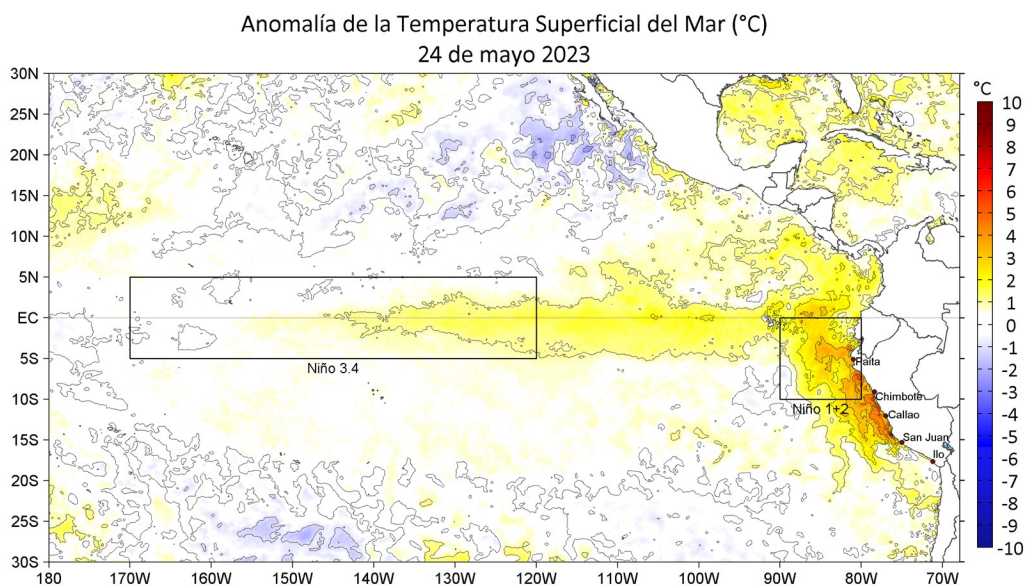 Anomalía de la Temperatura Superficial del Mar (°C)
24 de mayo 2023
30N
25N
20N
15N
10N
5N
EC
5S
10S
15S
20S
25S
30S
180
170W
160W
150W
140W
130W
120W
110W
100W
90W
80W
70W
Niño 3.4
Niño 1+2
Paita
Chimbote
Callao
San Juan
Ilo
°C
10
9
8
7
6
5
4
3
2
1
0
-1
-2
-3
-4
-5
-6
-7
-8
-9
-10